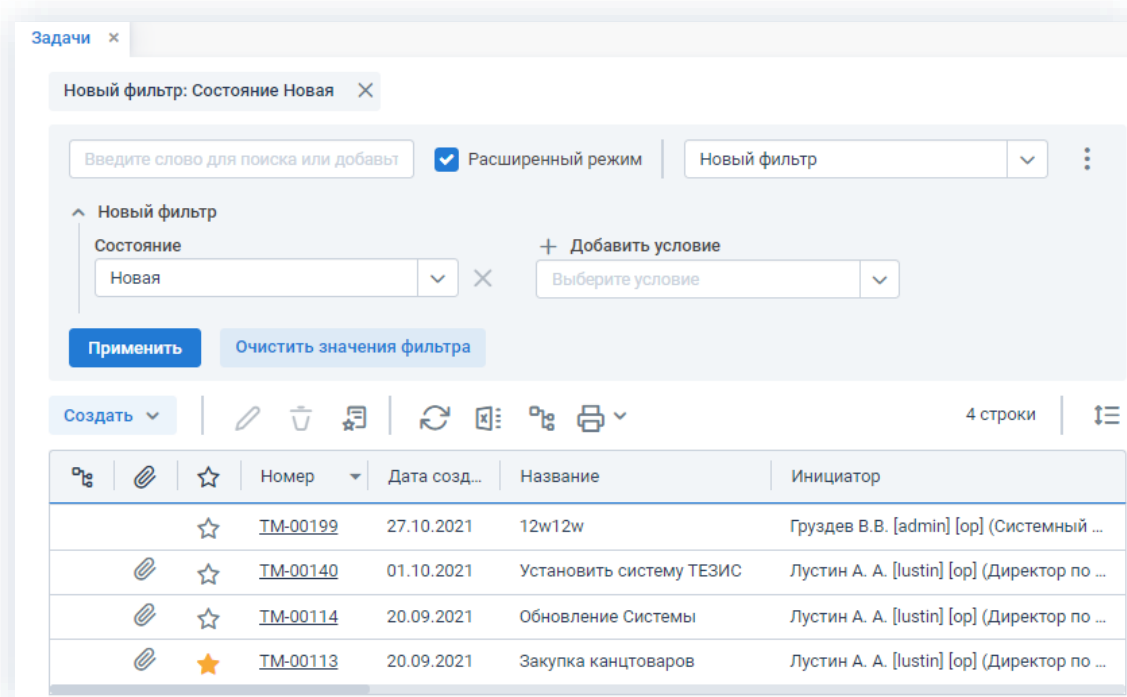 Задачи
Новый фильтр: Состояние Новая
Введите слово для поиска или добавьт Расширенный режим Новый фильтр
Новый фильтр
Состояние Добавить условие
Новая Выберите условие
Применить Очистить значения фильтра
Создать 4 строки
Номер Дата созд... Название Инициатор
ТМ-00199 27.10.2021 12w12w Груздев В.В. [admin] [op] (Системный ...
ТМ-00140 01.10.2021 Установить систему ТЕЗИС Лустин А. А. [lustin] [op] (Директор по ...
ТМ-00114 20.09.2021 Обновление Системы Лустин А. А. [lustin] [op] (Директор по ...
ТМ-00113 20.09.2021 Закупка канцтоваров Лустин А. А. [lustin] [op] (Директор по ...